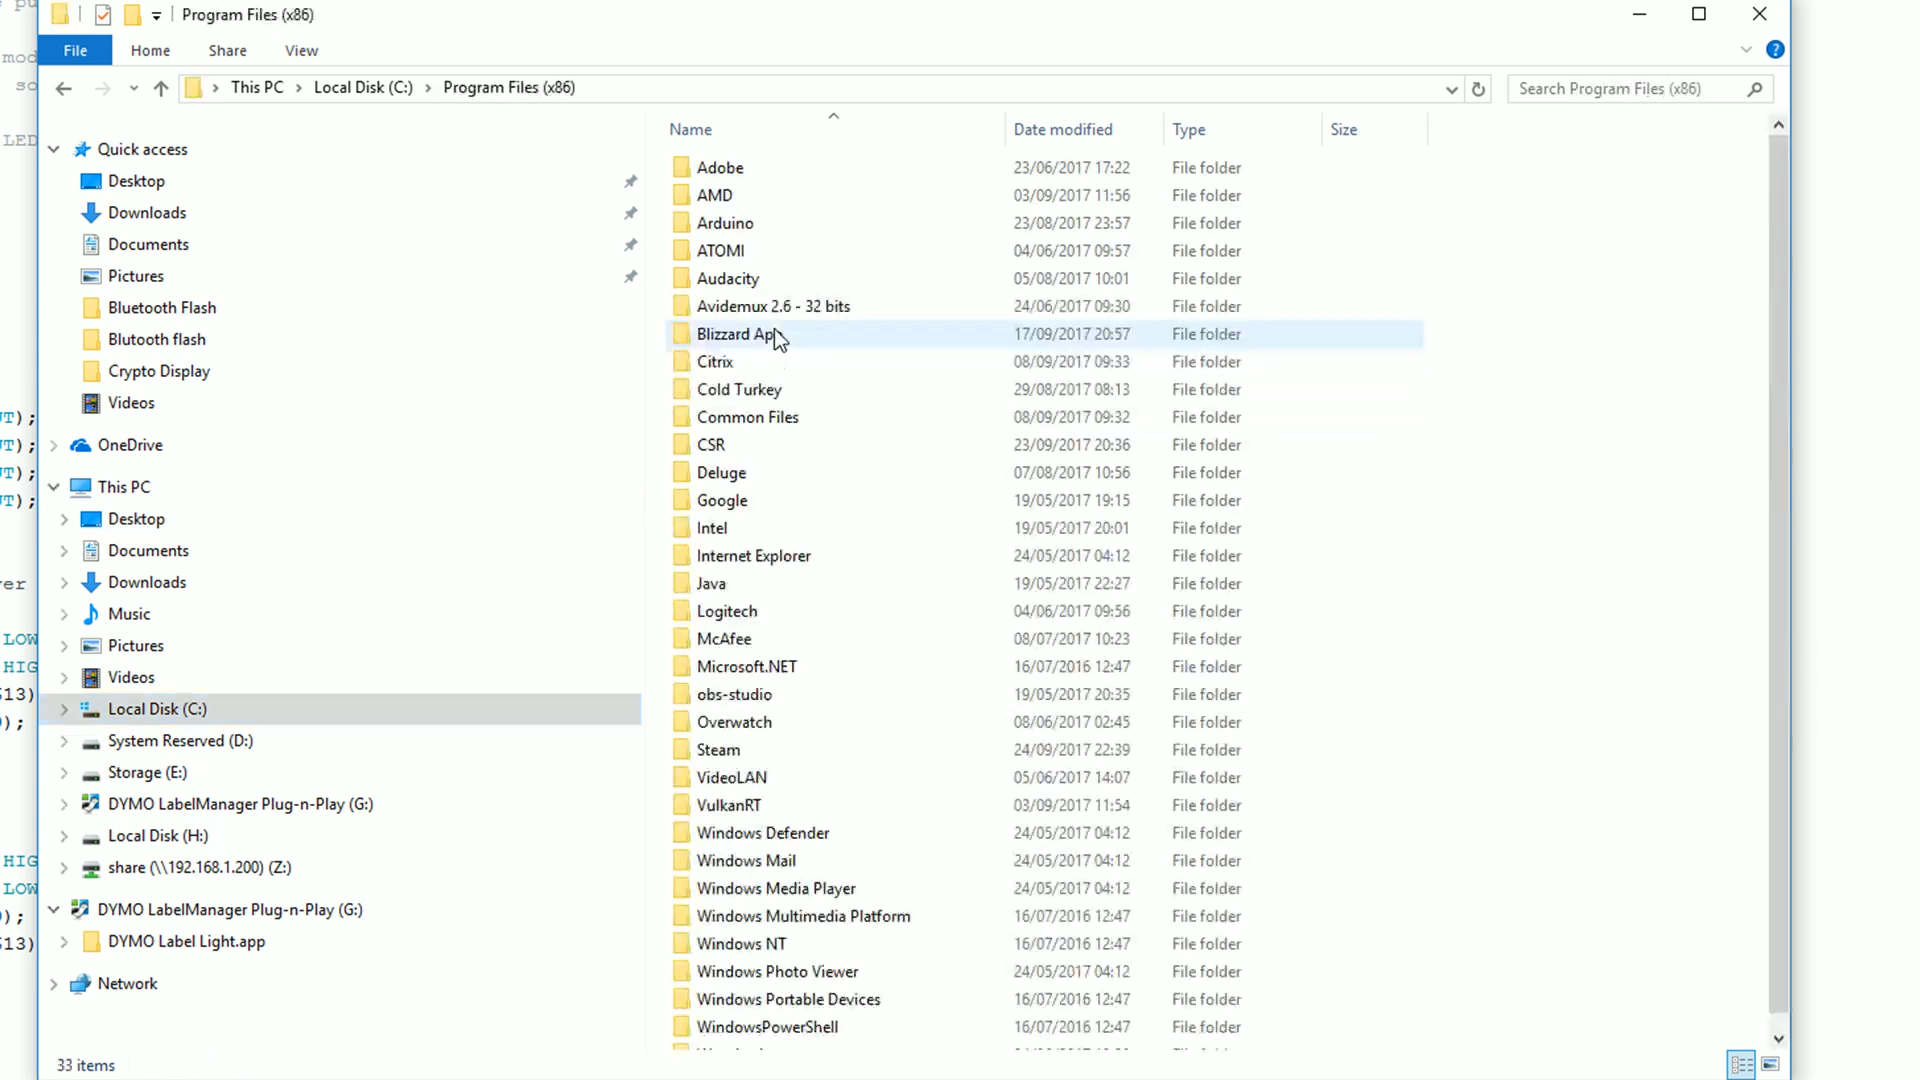 Program Files (x86)
File Home Share View
This PC Local Disk (C:) Program Files (x86)
Search Program Files (x86)
mod
so
LED
UT);
UT);
UT);
UT);
ver
LOW
HIG
s13)
);
HIG
LOW
);
s13)
Quick access
Desktop
Downloads
Documents
Pictures
Bluetooth Flash
Blutooth flash
Crypto Display
Videos
OneDrive
This PC
Desktop
Documents
Downloads
Music
Pictures
Videos
Local Disk (C:)
System Reserved (D:)
Storage (E:)
DYMO LabelManager Plug-n-Play (G:)
Local Disk (H:)
share (\\192.168.1.200) (Z:)
DYMO LabelManager Plug-n-Play (G:)
DYMO Label Light.app
Network
Name Date modified Type Size
Adobe 23/06/2017 17:22 File folder
AMD 03/09/2017 11:56 File folder
Arduino 23/08/2017 23:57 File folder
ATOMI 04/06/2017 09:57 File folder
Audacity 05/08/2017 10:01 File folder
Avidemux 2.6 - 32 bits 24/06/2017 09:30 File folder
Blizzard App 17/09/2017 20:57 File folder
Citrix 08/09/2017 09:33 File folder
Cold Turkey 29/08/2017 08:13 File folder
Common Files 08/09/2017 09:32 File folder
CSR 23/09/2017 20:36 File folder
Deluge 07/08/2017 10:56 File folder
Google 19/05/2017 19:15 File folder
Intel 19/05/2017 20:01 File folder
Internet Explorer 24/05/2017 04:12 File folder
Java 19/05/2017 22:27 File folder
Logitech 04/06/2017 09:56 File folder
McAfee 08/07/2017 10:23 File folder
Microsoft.NET 16/07/2016 12:47 File folder
obs-studio 19/05/2017 20:35 File folder
Overwatch 08/06/2017 02:45 File folder
Steam 24/09/2017 22:39 File folder
VideoLAN 05/06/2017 14:07 File folder
VulkanRT 03/09/2017 11:54 File folder
Windows Defender 24/05/2017 04:12 File folder
Windows Mail 24/05/2017 04:12 File folder
Windows Media Player 24/05/2017 04:12 File folder
Windows Multimedia Platform 16/07/2016 12:47 File folder
Windows NT 16/07/2016 12:47 File folder
Windows Photo Viewer 24/05/2017 04:12 File folder
Windows Portable Devices 16/07/2016 12:47 File folder
WindowsPowerShell 16/07/2016 12:47 File folder
33 items